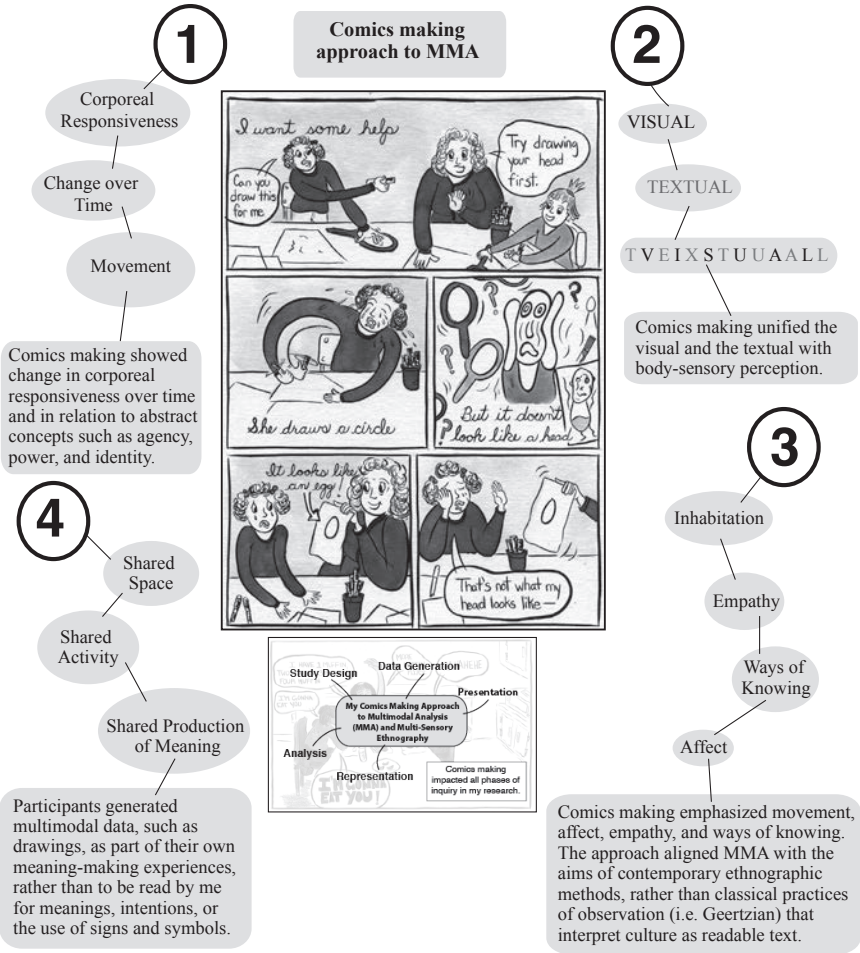 Comics making
approach to MMA
1
Corporeal
Responsiveness
Change over
Time
Movement
Comics making showed
change in corporeal
responsiveness over time
and in relation to abstract
concepts such as agency,
power, and identity.
2
VISUAL
TEXTUAL
TVEIXSTUUAALL
Comics making unified the
visual and the textual with
body-sensory perception.
I want some help
Can you
draw this
for me
Try drawing
your head
first.
She draws a circle
But it doesn't
look like a head
It looks like
an egg!
That's not what my
head looks like—
3
Inhabitation
Empathy
Ways of
Knowing
Affect
Comics making emphasized movement,
affect, empathy, and ways of knowing.
The approach aligned MMA with the
aims of contemporary ethnographic
methods, rather than classical practices
of observation (i.e. Geertzian) that
interpret culture as readable text.
4
Shared
Space
Shared
Activity
Shared Production
of Meaning
Participants generated
multimodal data, such as
drawings, as part of their own
meaning-making experiences,
rather than to be read by me
for meanings, intentions, or
the use of signs and symbols.
Study Design
Data Generation
Presentation
My Comics Making Approach
to Multimodal Analysis
(MMA) and Multi-Sensory
Ethnography
Analysis
Representation
Comics making
impacted all phases of
inquiry in my research.
I'M GONNA
EAT YOU
I'M GONNA
EAT YOU!